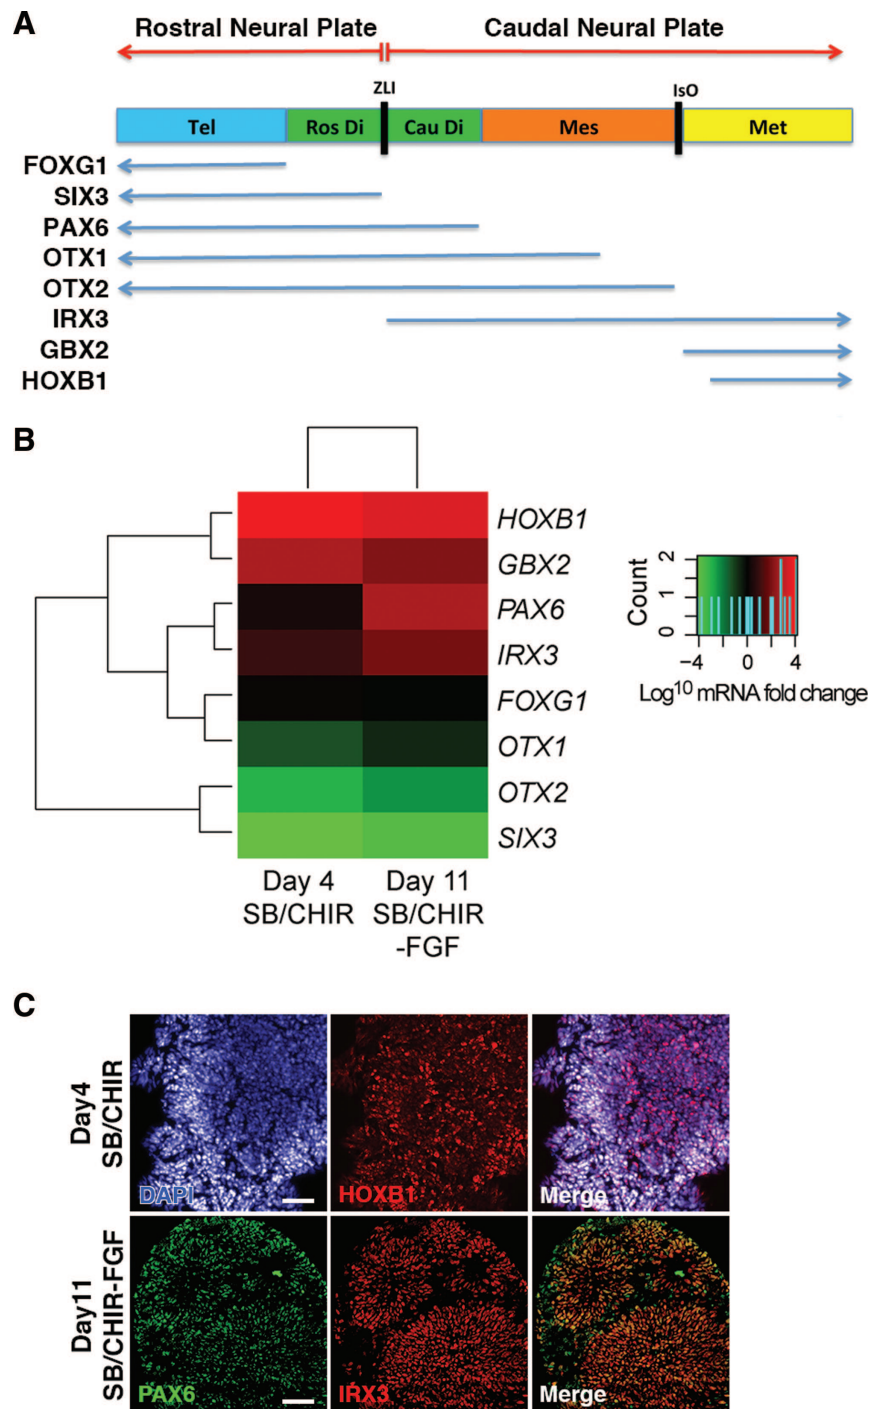 A
Rostral Neural Plate
Caudal Neural Plate
ZLI
IsO
Tel
Ros Di
Cau Di
Mes
Met
FOXG1
SIX3
PAX6
OTX1
OTX2
IRX3
GBX2
HOXB1
B
HOXB1
GBX2
PAX6
IRX3
FOXG1
OTX1
OTX2
SIX3
Day 4
SB/CHIR
Day 11
SB/CHIR
-FGF
Count
0 1 2
−4 0 4
Log10 mRNA fold change
C
Day4
SB/CHIR
DAPI
HOXB1
Merge
Day11
SB/CHIR-FGF
PAX6
IRX3
Merge